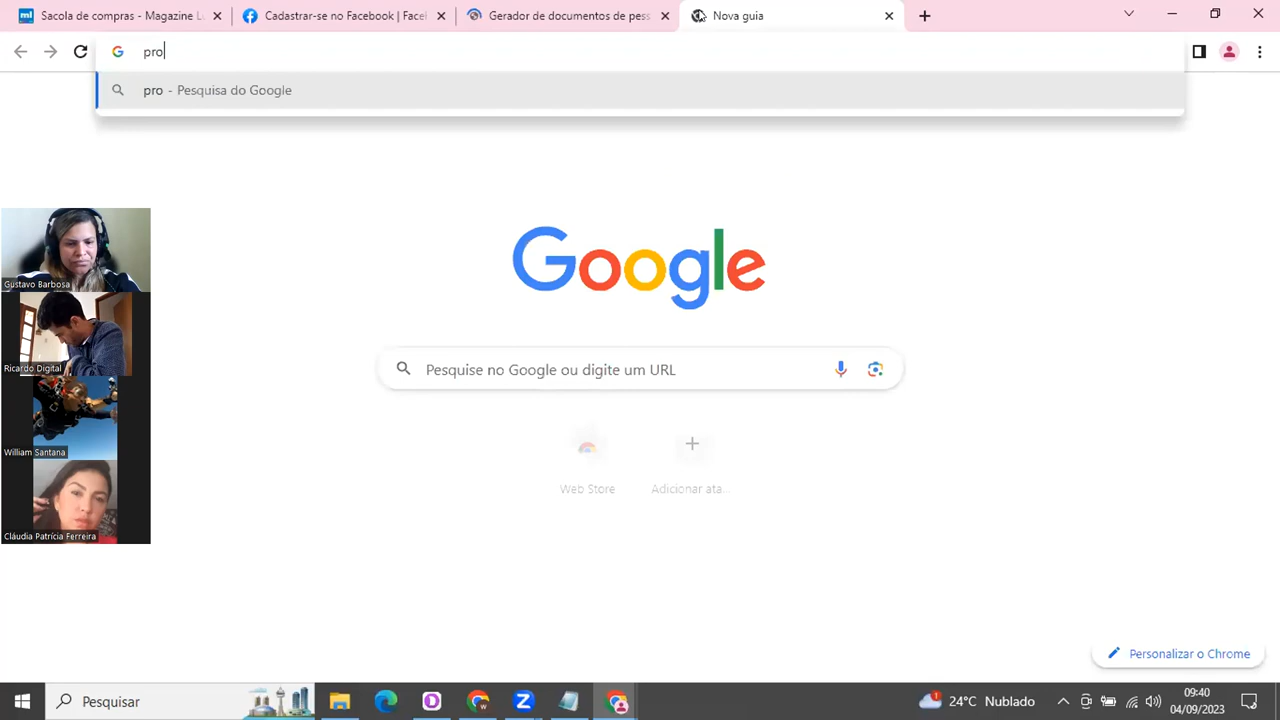 Sacola de compras - Magazine Lu
Cadastrar-se no Facebook | Face
Gerador de documentos de pess
Nova guia
pro
pro - Pesquisa do Google
Google
Pesquise no Google ou digite um URL
Web Store
Adicionar ata...
Gustavo Barbosa
Ricardo Digital
William Santana
Cláudia Patrícia Ferreira
Personalizar o Chrome
Pesquisar
24°C Nublado
09:40
04/09/2023